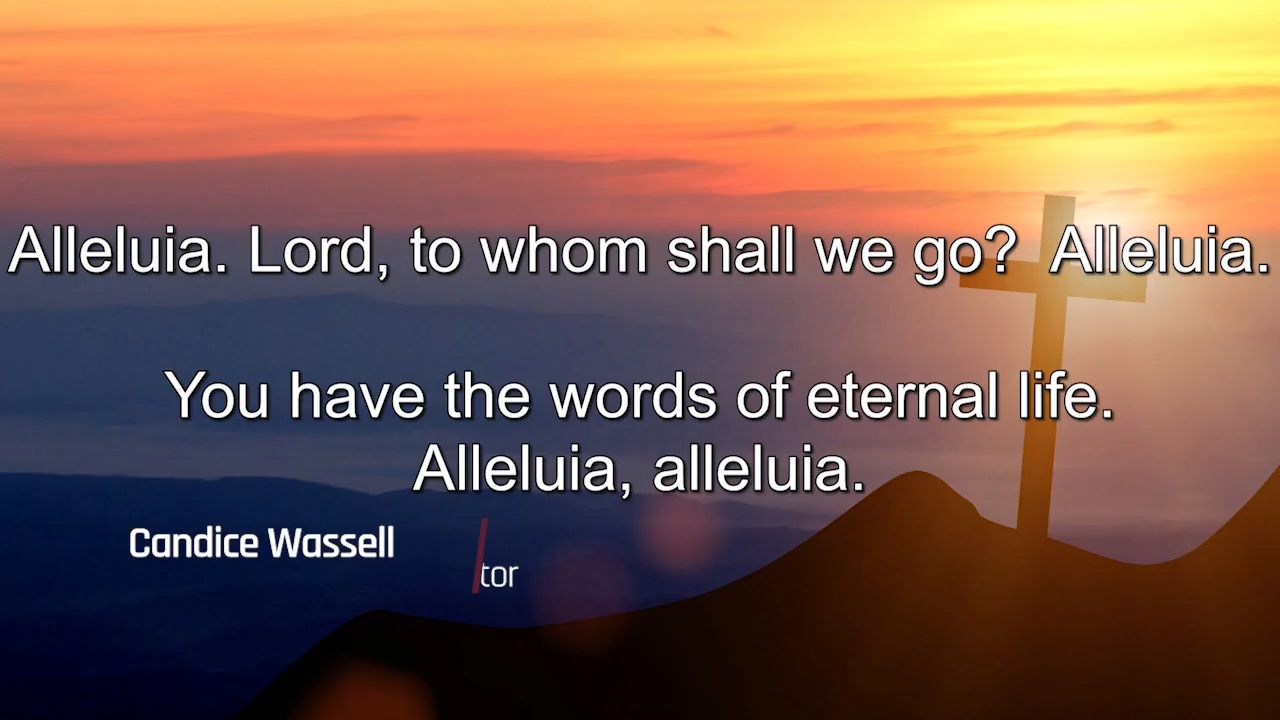 Alleluia. Lord, to whom shall we go? Alleluia.
You have the words of eternal life.
Alleluia, alleluia.
Candice Wassell
tor